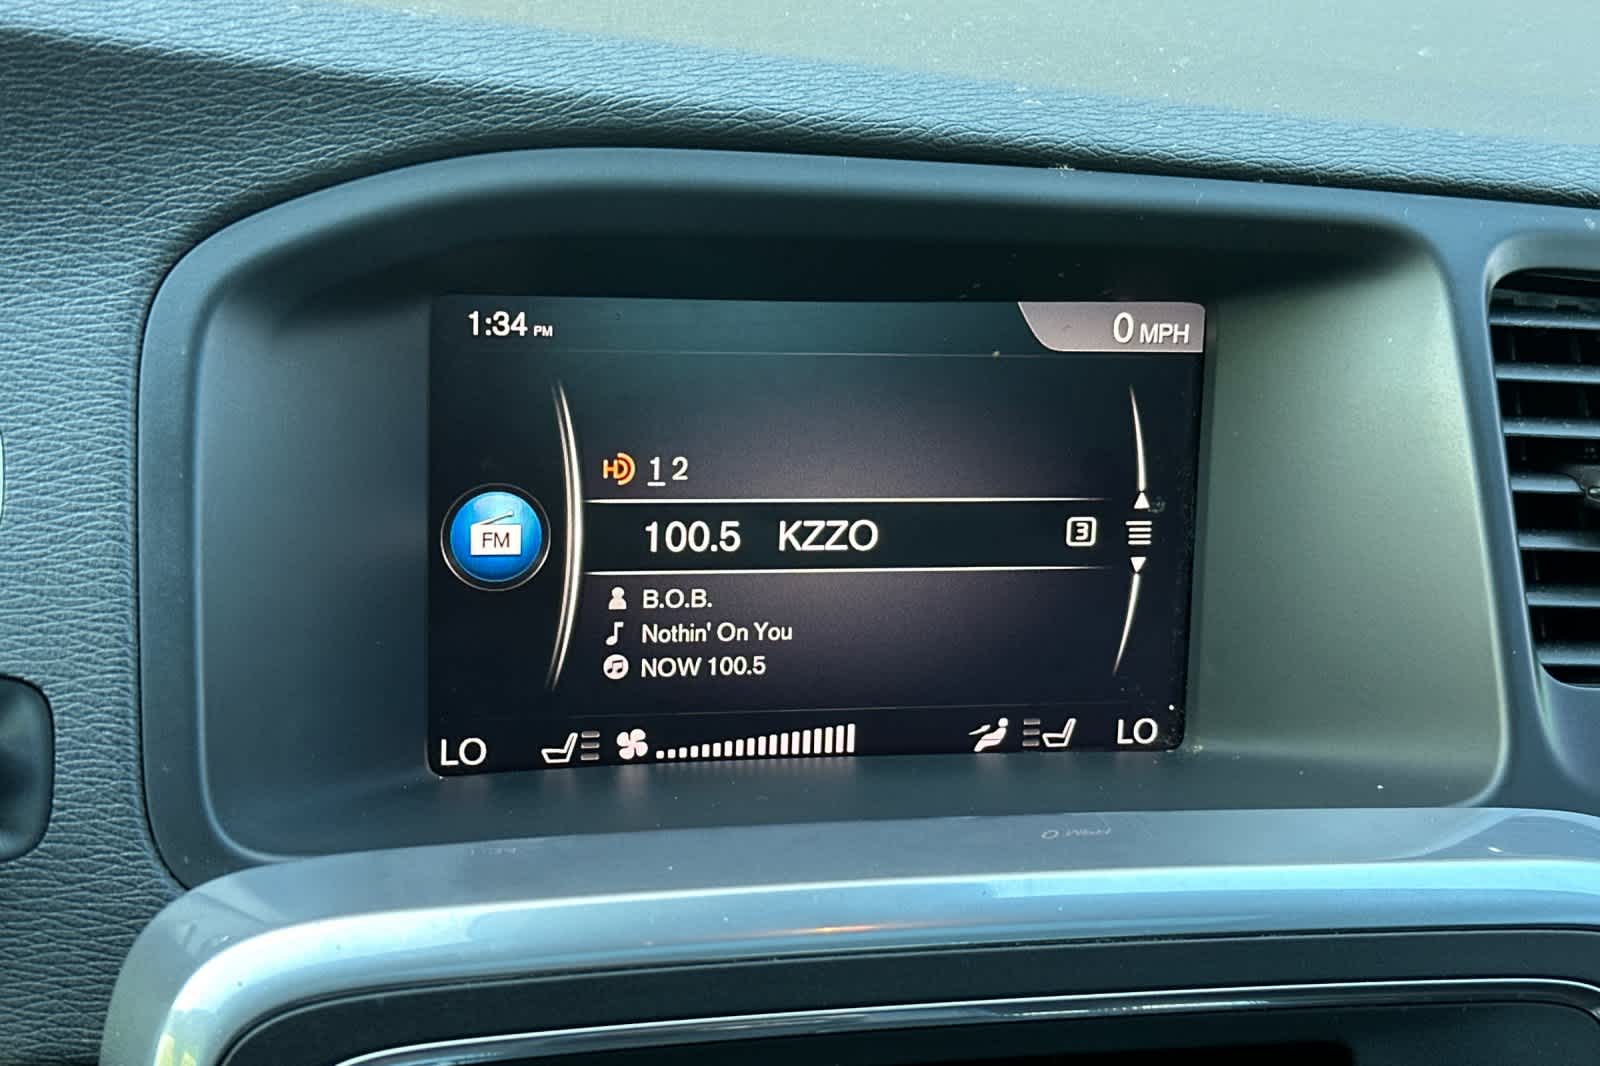 1:34 PM
0 MPH
HD 1 2
FM
100.5 KZZO 3
B.O.B.
Nothin' On You
NOW 100.5
LO LO